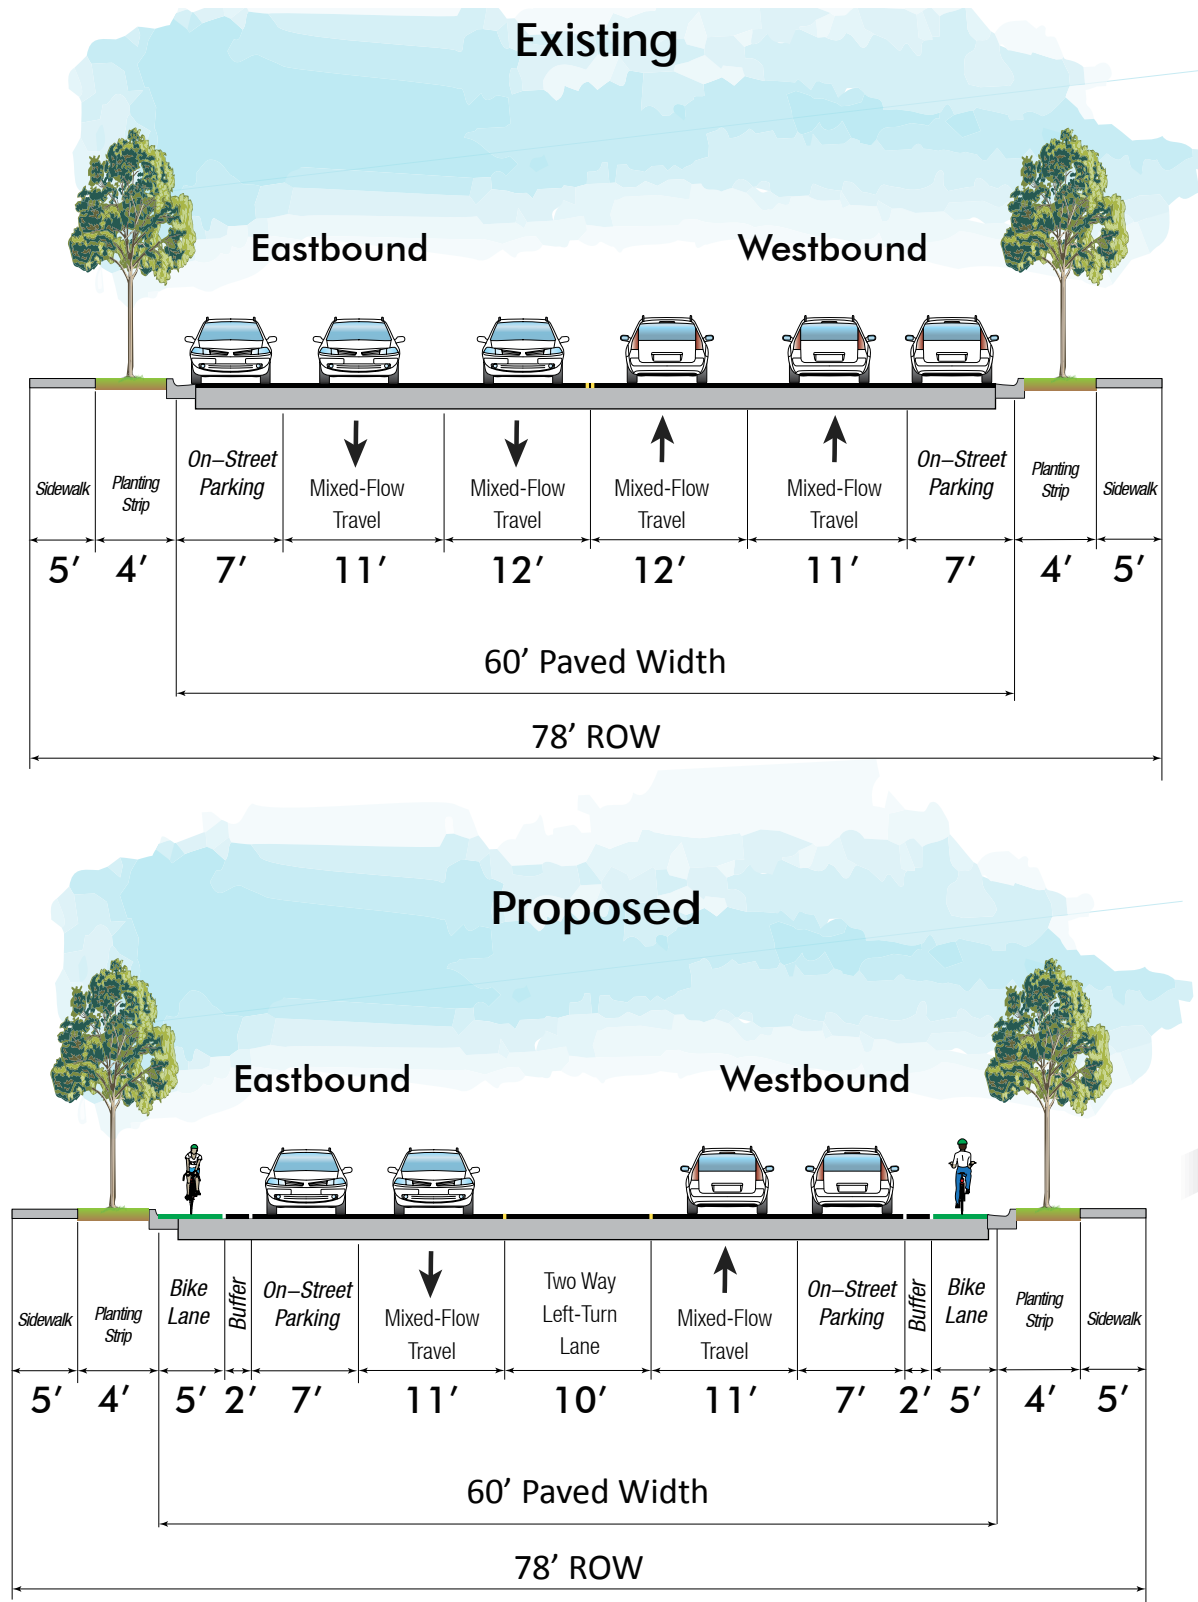 Existing
Eastbound
Westbound
On–Street
Parking
Mixed-Flow
Travel
Mixed-Flow
Travel
Mixed-Flow
Travel
Mixed-Flow
Travel
On–Street
Parking
Sidewalk
Planting
Strip
Planting
Strip
Sidewalk
5’
4’
7’
11’
12’
12’
11’
7’
4’
5’
60’ Paved Width
78’ ROW
Proposed
Eastbound
Westbound
Sidewalk
Planting
Strip
Bike
Lane
Buffer
On–Street
Parking
Mixed-Flow
Travel
Two Way
Left-Turn
Lane
Mixed-Flow
Travel
On–Street
Parking
Buffer
Bike
Lane
Planting
Strip
Sidewalk
5’
4’
5’
2’
7’
11’
10’
11’
7’
2’
5’
4’
5’
60’ Paved Width
78’ ROW